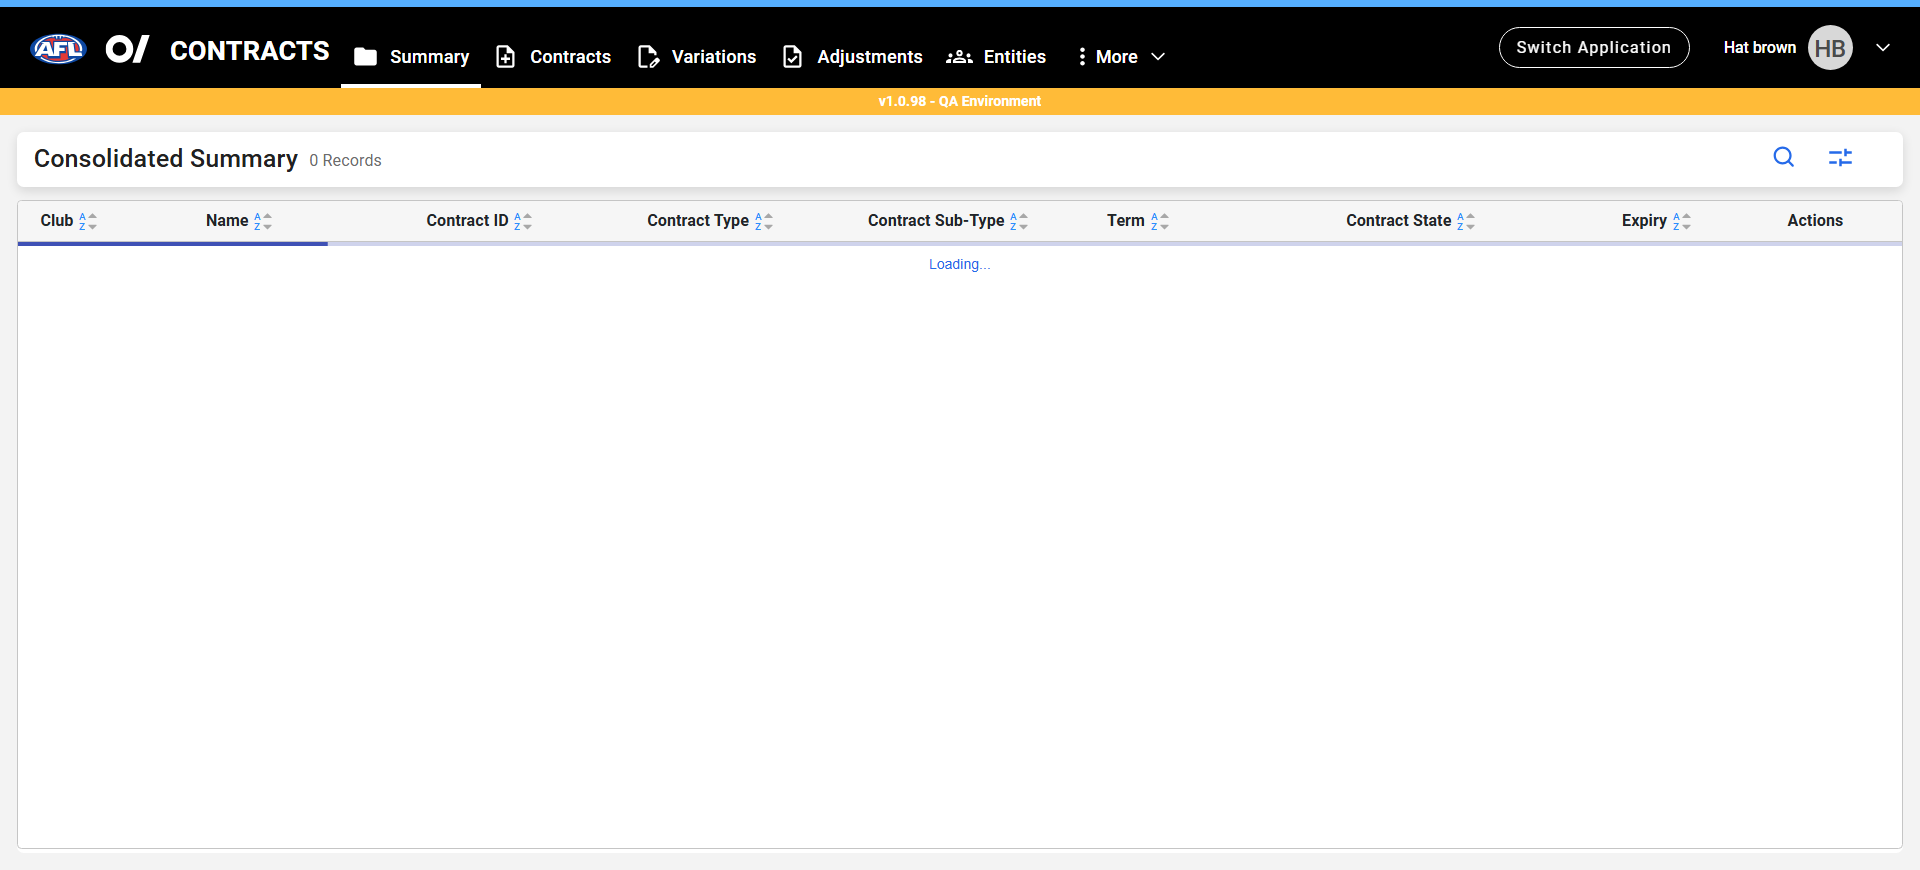 AFL O/ CONTRACTS Summary Contracts Variations Adjustments Entities More Switch Application Hat brown HB
v1.0.98 - QA Environment
Consolidated Summary 0 Records
Club Name Contract ID Contract Type Contract Sub-Type Term Contract State Expiry Actions
Loading...